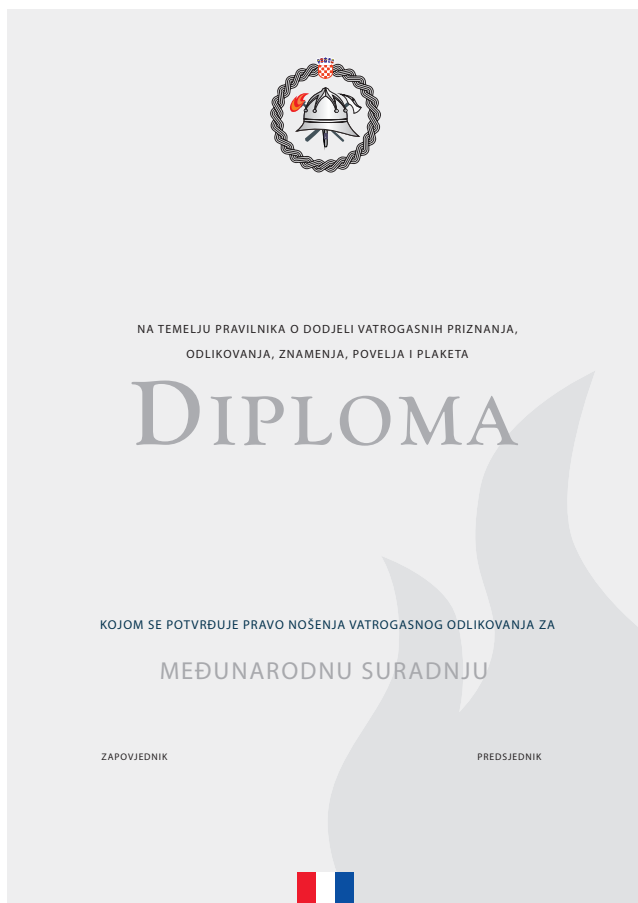 NA TEMELJU PRAVILNIKA O DODJELI VATROGASNIH PRIZNANJA,
ODLIKOVANJA, ZNAMENJA, POVELJA I PLAKETA
DIPLOMA
KOJOM SE POTVRĐUJE PRAVO NOŠENJA VATROGASNOG ODLIKOVANJA ZA
MEĐUNARODNU SURADNJU
ZAPOVJEDNIK
PREDSJEDNIK